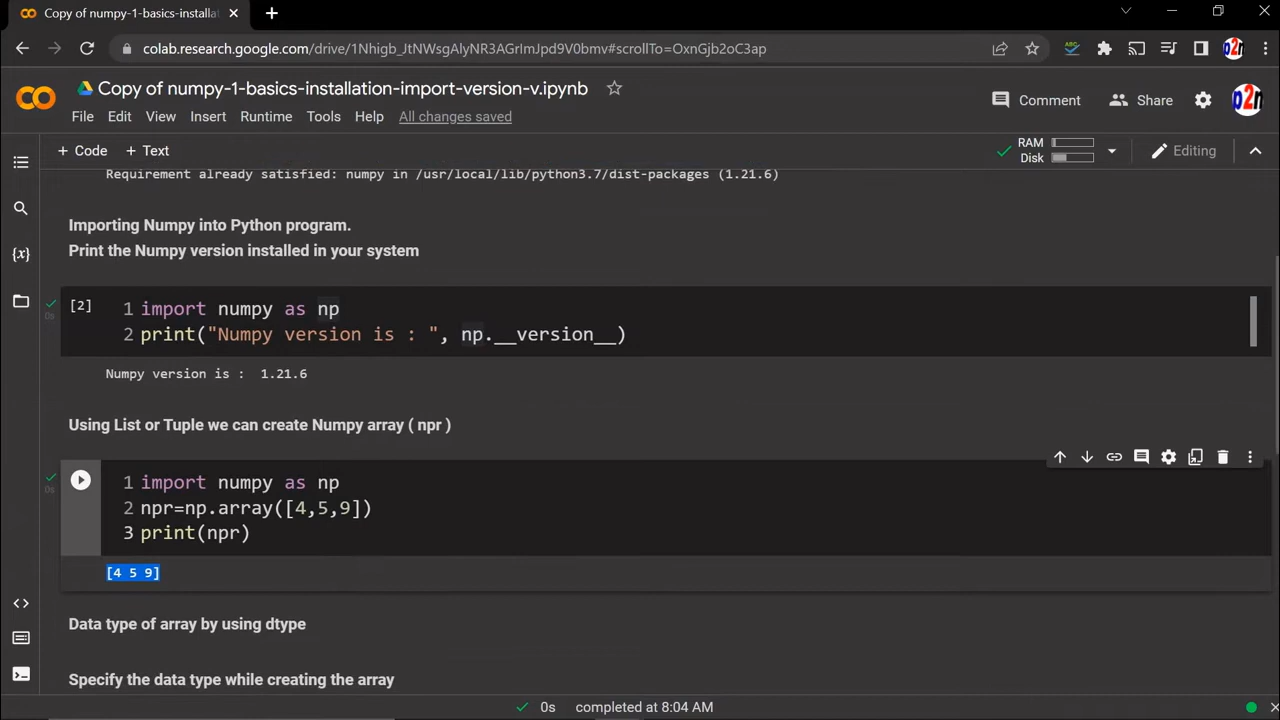 Copy of numpy-1-basics-installa
colab.research.google.com/drive/1Nhigb_JtNWsgAlyNR3AGrImJpd9V0bmv#scrollTo=OxnGjb2oC3ap
ABC
p2n
Copy of numpy-1-basics-installation-import-version-v.ipynb
Comment
Share
p2n
File Edit View Insert Runtime Tools Help All changes saved
+ Code + Text
RAM
Disk
Editing
Requirement already satisfied: numpy in /usr/local/lib/python3.7/dist-packages (1.21.6)
Importing Numpy into Python program.
Print the Numpy version installed in your system
[2]
0s
1 import numpy as np
2 print("Numpy version is : ", np.__version__)
Numpy version is :  1.21.6
Using List or Tuple we can create Numpy array ( npr )
0s
1 import numpy as np
2 npr=np.array([4,5,9])
3 print(npr)
[4 5 9]
Data type of array by using dtype
Specify the data type while creating the array
0s completed at 8:04 AM